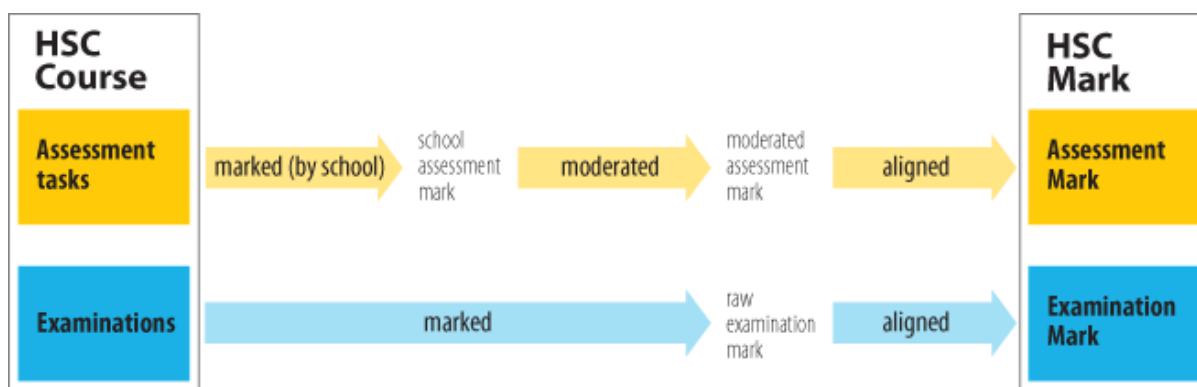 HSC
Course
HSC
Mark
Assessment
tasks
marked (by school)
school
assessment
mark
moderated
moderated
assessment
mark
aligned
Assessment
Mark
Examinations
marked
raw
examination
mark
aligned
Examination
Mark